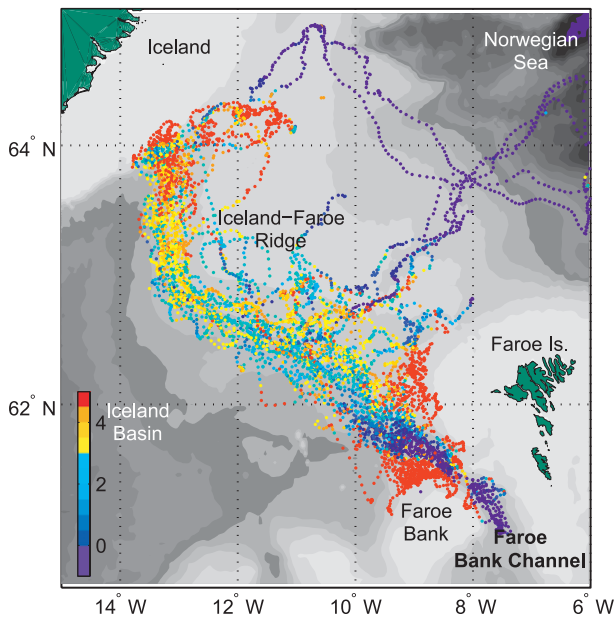 Iceland
Norwegian
Sea
64° N
Iceland–Faroe
Ridge
Faroe Is.
62° N
4
Iceland
Basin
2
0
Faroe
Bank
Faroe
Bank Channel
14° W
12° W
10° W
8° W
6° W